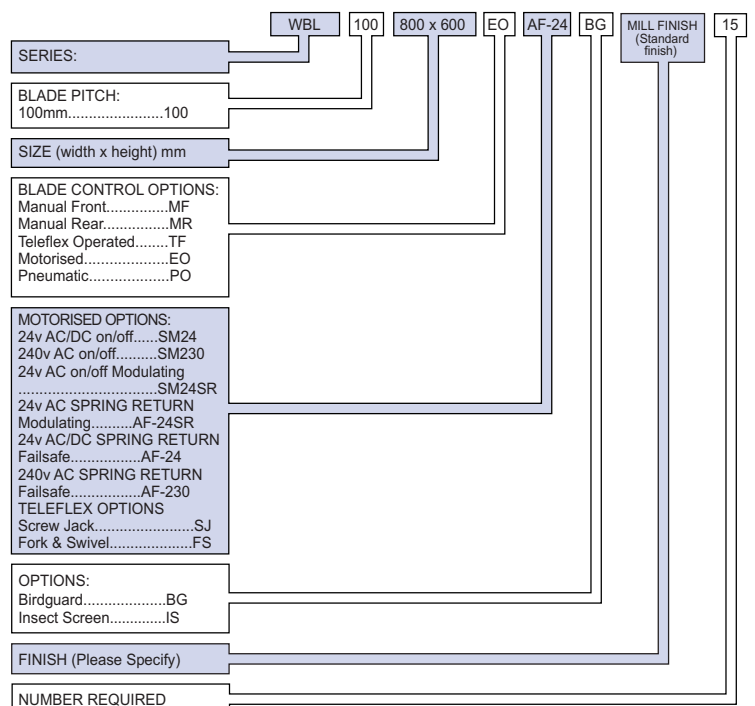 WBL 100 800 x 600 EO AF-24 BG MILL FINISH (Standard finish) 15
SERIES:
BLADE PITCH:
100mm......................100
SIZE (width x height) mm
BLADE CONTROL OPTIONS:
Manual Front..............MF
Manual Rear...............MR
Teleflex Operated........TF
Motorised....................EO
Pneumatic...................PO
MOTORISED OPTIONS:
24v AC/DC on/off......SM24
240v AC on/off..........SM230
24v AC on/off Modulating
.................................SM24SR
24v AC SPRING RETURN
Modulating..........AF-24SR
24v AC/DC SPRING RETURN
Failsafe.................AF-24
240v AC SPRING RETURN
Failsafe.................AF-230
TELEFLEX OPTIONS
Screw Jack.......................SJ
Fork & Swivel....................FS
OPTIONS:
Birdguard....................BG
Insect Screen.............IS
FINISH (Please Specify)
NUMBER REQUIRED